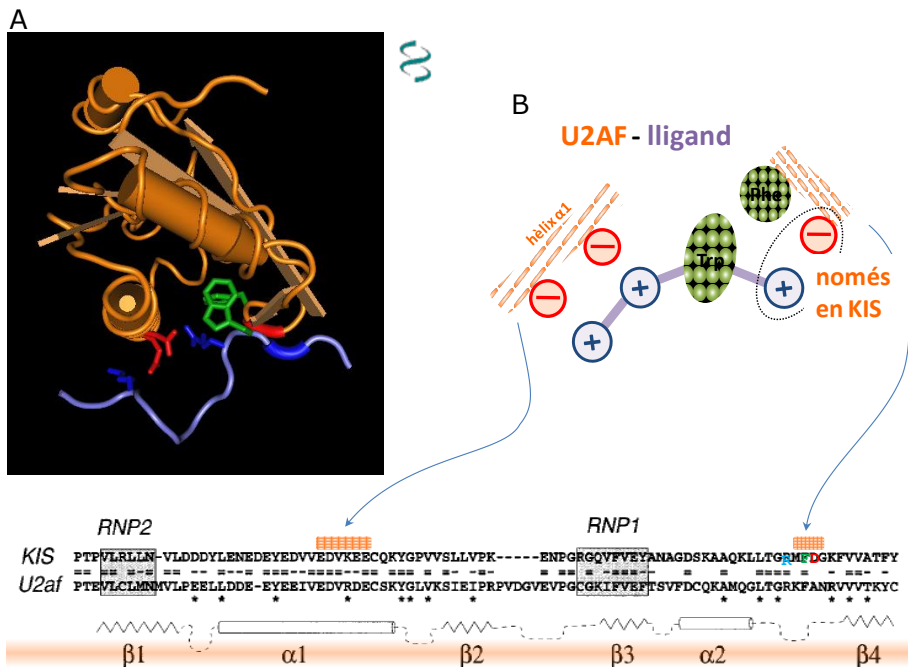 A
B
U2AF - lligand
Phe
hèlix α1
Trp
només
en KIS
RNP2
RNP1
KIS PTPVLRLLN-VLDDDYLENEDEYEDVVEDVKEECQKYGPVVSLLVPK-----ENPGRGQVFVEYANAGDSKAAQKLLTGRMFDGKFVVATFY
U2af PTEVLCLMNMVLPEELLDDE-EYEEIVEDVRDECGKYGLVKSIEIPRPVDGVEVPGCGKIFVEFTSVFDCQKAMQGLTGRKFANRVVVTKYC
β1 α1 β2 β3 α2 β4